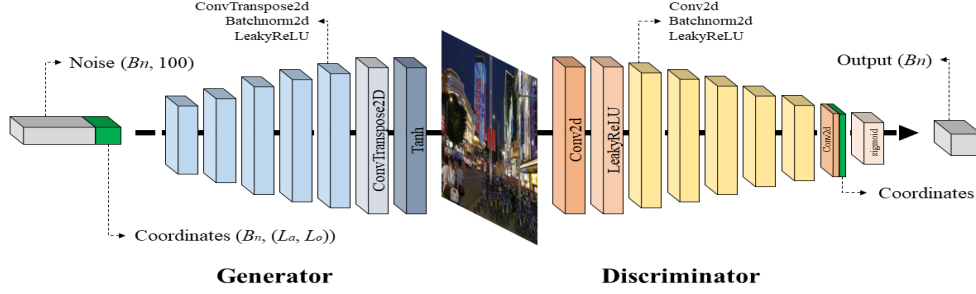 ConvTranspose2d
Batchnorm2d
LeakyReLU
Conv2d
Batchnorm2d
LeakyReLU
Noise (Bn, 100)
Output (Bn)
ConvTranspose2D
Tanh
Conv2d
LeakyReLU
Conv2d
sigmoid
Coordinates
Coordinates (Bn, (La, Lo))
Generator
Discriminator